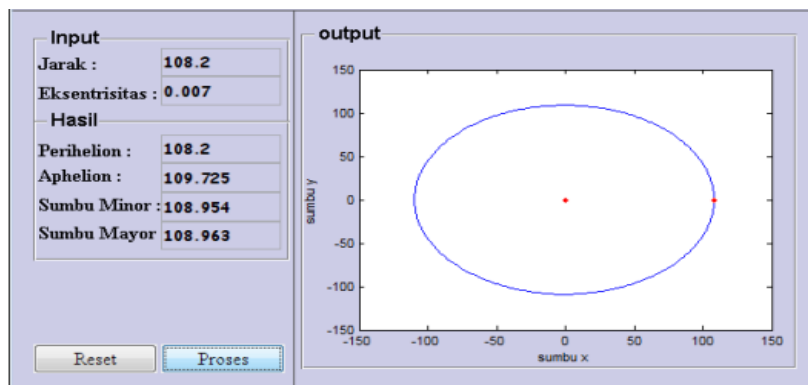 Input
Jarak : 108.2
Eksentrisitas : 0.007
Hasil
Perihelion : 108.2
Aphelion : 109.725
Sumbu Minor : 108.954
Sumbu Mayor 108.963
Reset Proses
output
150
100
50
0
-50
-100
-150
-150 -100 -50 0 50 100 150
sumbu y
sumbu x